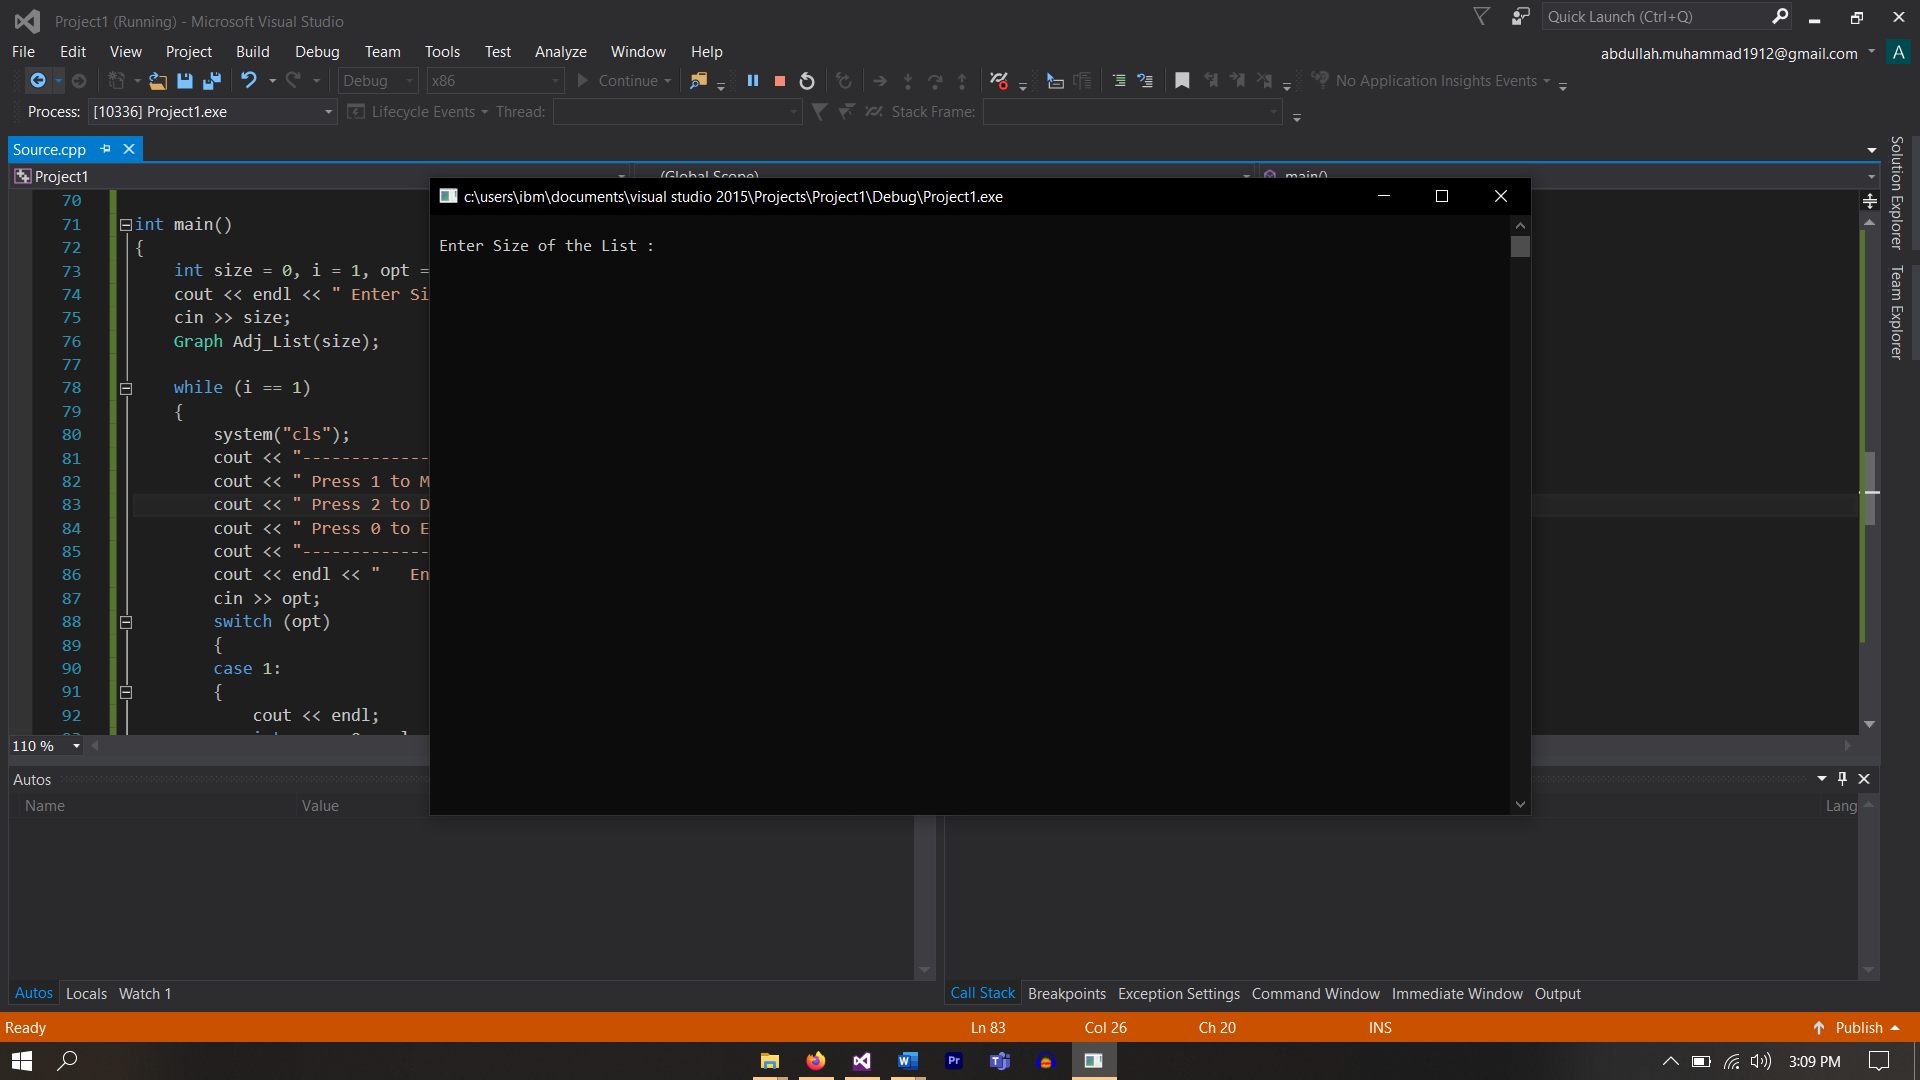 Project1 (Running) - Microsoft Visual Studio
Quick Launch (Ctrl+Q)
File Edit View Project Build Debug Team Tools Test Analyze Window Help
abdullah.muhammad1912@gmail.com A
Debug x86 Continue No Application Insights Events
Process: [10336] Project1.exe Lifecycle Events Thread: Stack Frame:
Source.cpp
Project1 (Global Scope) main()
c:\users\ibm\documents\visual studio 2015\Projects\Project1\Debug\Project1.exe
Enter Size of the List :
70
71 int main()
72 {
73 int size = 0, i = 1, opt =
74 cout << endl << " Enter Si
75 cin >> size;
76 Graph Adj_List(size);
77
78 while (i == 1)
79 {
80 system("cls");
81 cout << "-------------
82 cout << " Press 1 to M
83 cout << " Press 2 to D
84 cout << " Press 0 to E
85 cout << "-------------
86 cout << endl << "   En
87 cin >> opt;
88 switch (opt)
89 {
90 case 1:
91 {
92 cout << endl;
110 %
Solution Explorer
Team Explorer
Autos
Name Value
Lang
Autos Locals Watch 1
Call Stack Breakpoints Exception Settings Command Window Immediate Window Output
Ready Ln 83 Col 26 Ch 20 INS Publish
W Pr
3:09 PM